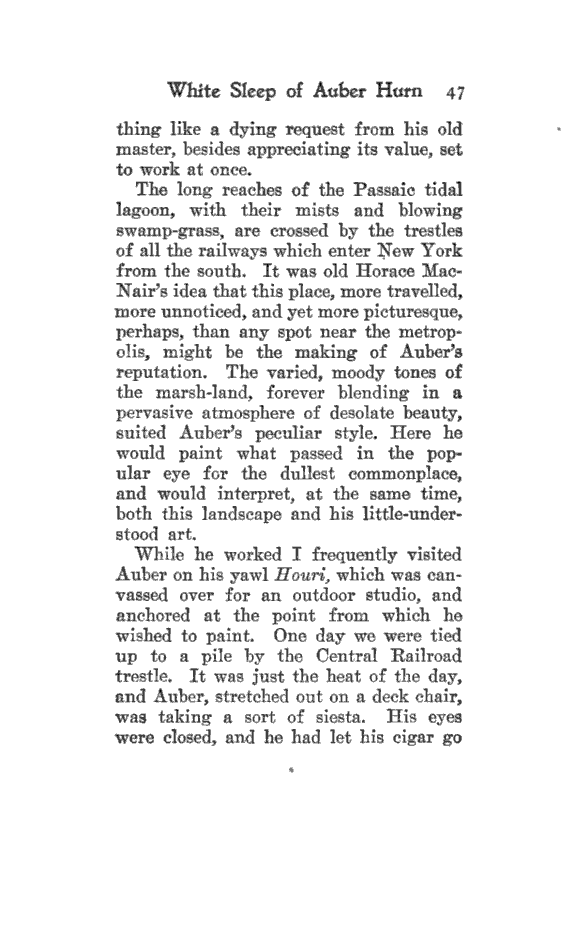 White Sleep of Auber Hurn 47
thing like a dying request from his old
master, besides appreciating its value, set
to work at once.
The long reaches of the Passaic tidal
lagoon, with their mists and blowing
swamp-grass, are crossed by the trestles
of all the railways which enter New York
from the south. It was old Horace Mac-
Nair's idea that this place, more travelled,
more unnoticed, and yet more picturesque,
perhaps, than any spot near the metrop-
olis, might be the making of Auber's
reputation. The varied, moody tones of
the marsh-land, forever blending in a
pervasive atmosphere of desolate beauty,
suited Auber's peculiar style. Here he
would paint what passed in the pop-
ular eye for the dullest commonplace,
and would interpret, at the same time,
both this landscape and his little-under-
stood art.
While he worked I frequently visited
Auber on his yawl Houri, which was can-
vassed over for an outdoor studio, and
anchored at the point from which he
wished to paint. One day we were tied
up to a pile by the Central Railroad
trestle. It was just the heat of the day,
and Auber, stretched out on a deck chair,
was taking a sort of siesta. His eyes
were closed, and he had let his cigar go